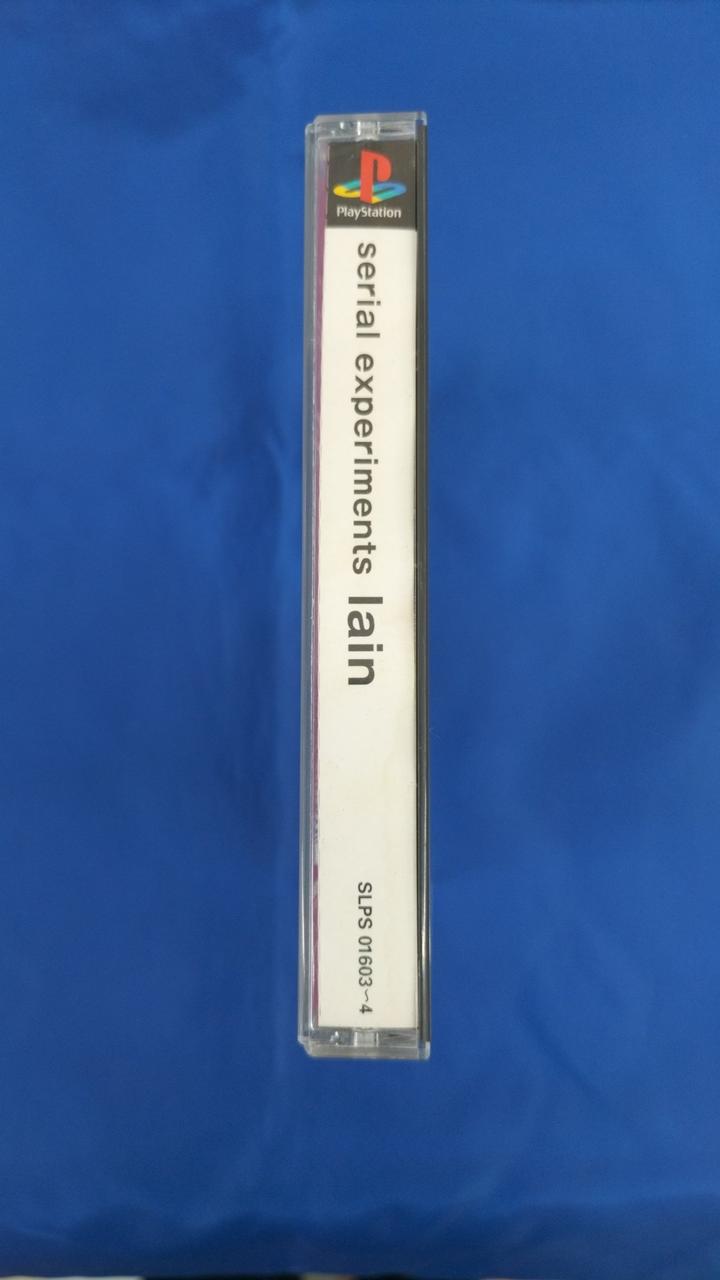 PlayStation
serial experiments lain
SLPS 01603~4